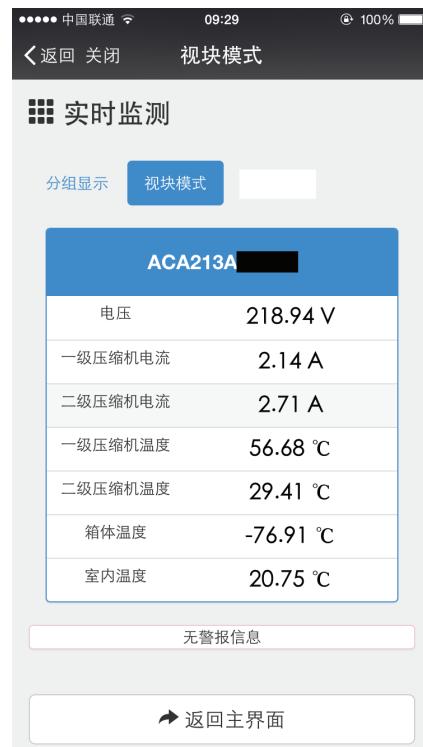 中国联通 09:29 100%
返回 关闭 视块模式
实时监测
分组显示 视块模式
ACA213A
电压 218.94 V
一级压缩机电流 2.14 A
二级压缩机电流 2.71 A
一级压缩机温度 56.68 ℃
二级压缩机温度 29.41 ℃
箱体温度 -76.91 ℃
室内温度 20.75 ℃
无警报信息
返回主界面